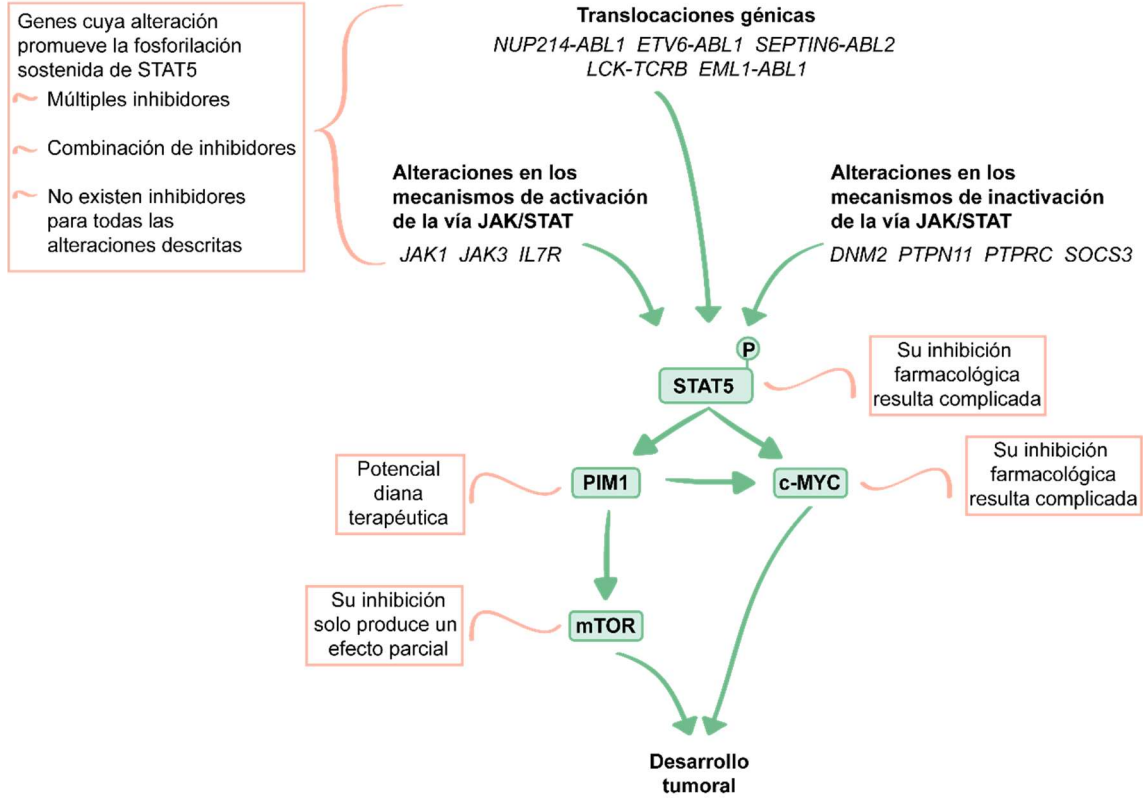 Genes cuya alteración
promueve la fosforilación
sostenida de STAT5
Múltiples inhibidores
Combinación de inhibidores
No existen inhibidores
para todas las
alteraciones descritas
Translocaciones génicas
NUP214-ABL1 ETV6-ABL1 SEPTIN6-ABL2
LCK-TCRB EML1-ABL1
Alteraciones en los
mecanismos de activación
de la vía JAK/STAT
JAK1 JAK3 IL7R
Alteraciones en los
mecanismos de inactivación
de la vía JAK/STAT
DNM2 PTPN11 PTPRC SOCS3
P
STAT5
Su inhibición
farmacológica
resulta complicada
Potencial
diana
terapéutica
PIM1
c-MYC
Su inhibición
farmacológica
resulta complicada
Su inhibición
solo produce un
efecto parcial
mTOR
Desarrollo
tumoral